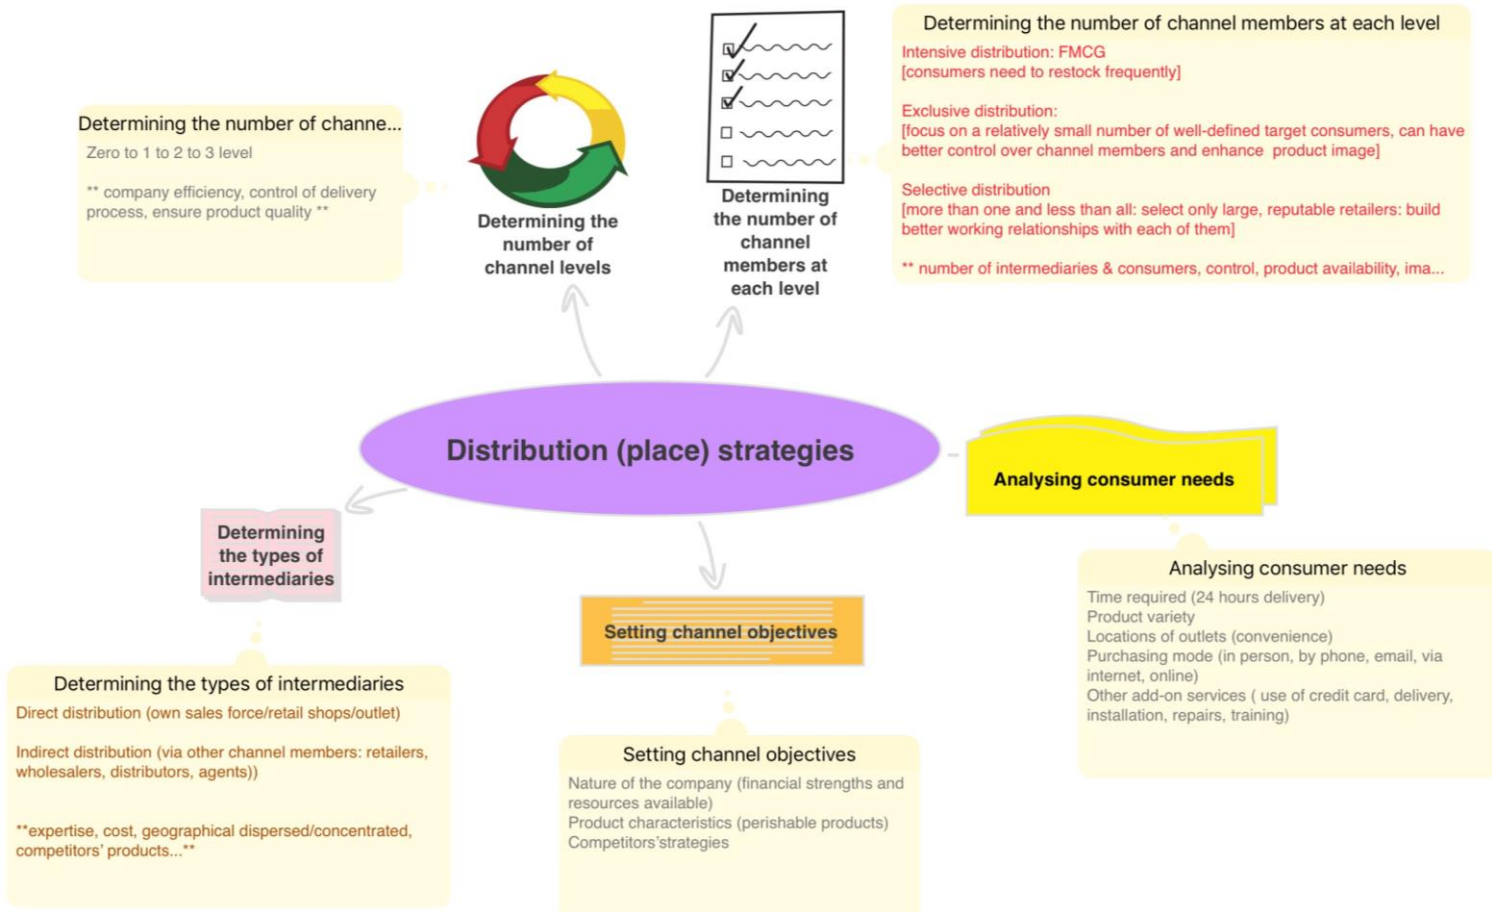 Determining the number of channe...
Zero to 1 to 2 to 3 level
** company efficiency, control of delivery
process, ensure product quality **
Determining the
number of
channel levels
Determining
the number of
channel
members at
each level
Determining the number of channel members at each level
Intensive distribution: FMCG
[consumers need to restock frequently]
Exclusive distribution:
[focus on a relatively small number of well-defined target consumers, can have
better control over channel members and enhance  product image]
Selective distribution
[more than one and less than all: select only large, reputable retailers: build
better working relationships with each of them]
** number of intermediaries & consumers, control, product availability, ima...
Distribution (place) strategies
Analysing consumer needs
Analysing consumer needs
Time required (24 hours delivery)
Product variety
Locations of outlets (convenience)
Purchasing mode (in person, by phone, email, via
internet, online)
Other add-on services ( use of credit card, delivery,
installation, repairs, training)
Determining
the types of
intermediaries
Determining the types of intermediaries
Direct distribution (own sales force/retail shops/outlet)
Indirect distribution (via other channel members: retailers,
wholesalers, distributors, agents))
**expertise, cost, geographical dispersed/concentrated,
competitors' products...**
Setting channel objectives
Setting channel objectives
Nature of the company (financial strengths and
resources available)
Product characteristics (perishable products)
Competitors'strategies